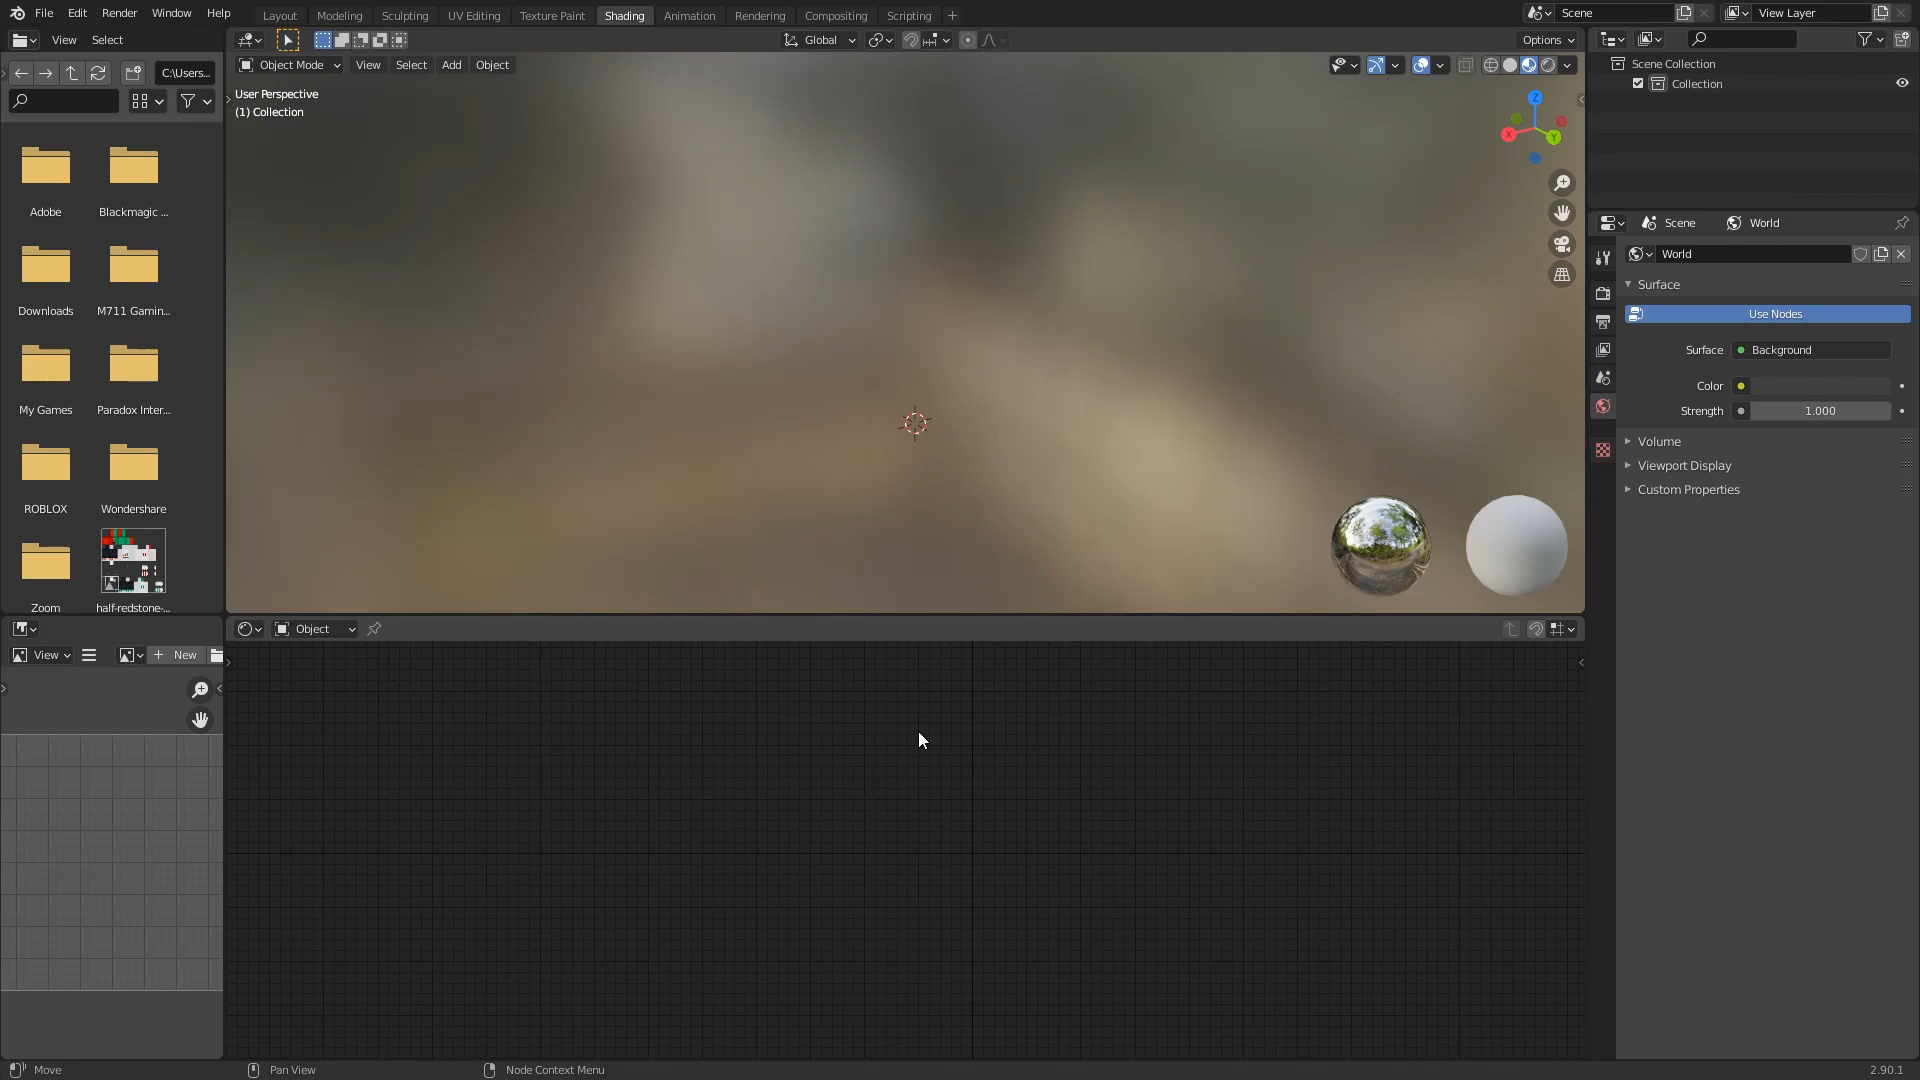 File Edit Render Window Help Layout Modeling Sculpting UV Editing Texture Paint Shading Animation Rendering Compositing Scripting + Scene View Layer
View Select Global Options
C:\Users...
Object Mode View Select Add Object
User Perspective
(1) Collection
Z
X
Y
Adobe Blackmagic ...
Downloads M711 Gamin...
My Games Paradox Inter...
ROBLOX Wondershare
Zoom half-redstone-...
Scene Collection
Collection
Scene World
World
Surface
Use Nodes
Surface Background
Color
Strength 1.000
Volume
Viewport Display
Custom Properties
Object
View + New
Move Pan View Node Context Menu 2.90.1